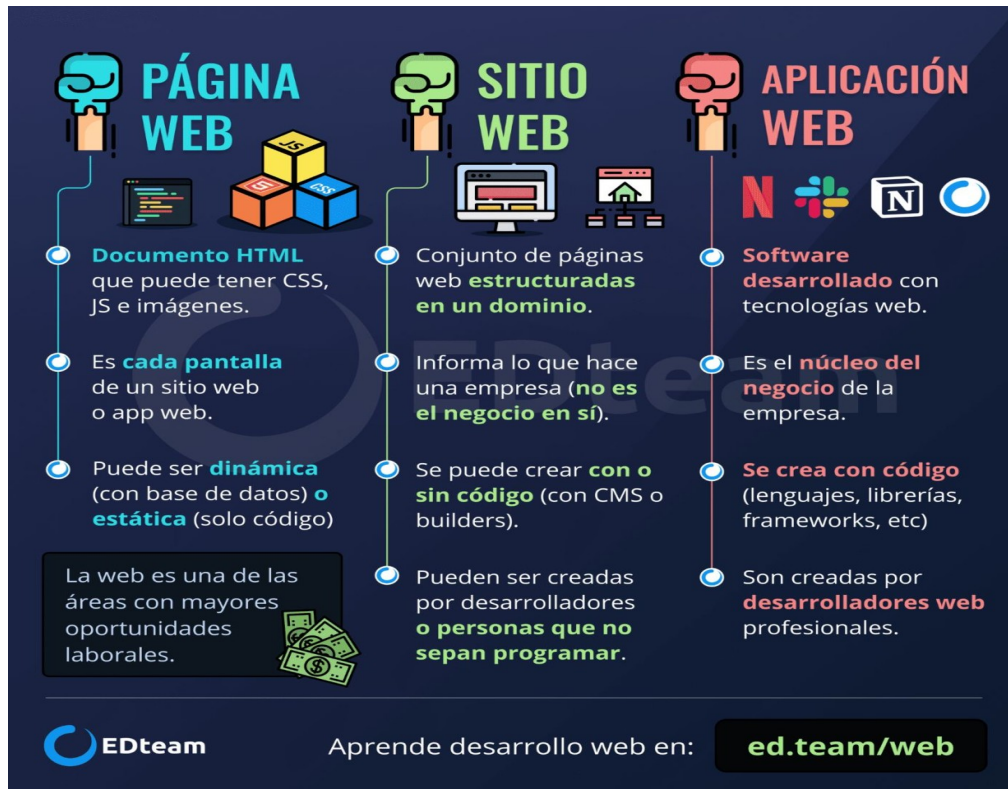 PÁGINA
WEB
JS
CSS
Documento HTML
que puede tener CSS,
JS e imágenes.
Es cada pantalla
de un sitio web
o app web.
Puede ser dinámica
(con base de datos) o
estática (solo código)
La web es una de las
áreas con mayores
oportunidades
laborales.
SITIO
WEB
Conjunto de páginas
web estructuradas
en un dominio.
Informa lo que hace
una empresa (no es
el negocio en sí).
Se puede crear con o
sin código (con CMS o
builders).
Pueden ser creadas
por desarrolladores
o personas que no
sepan programar.
APLICACIÓN
WEB
N
N
Software
desarrollado con
tecnologías web.
Es el núcleo del
negocio de la
empresa.
Se crea con código
(lenguajes, librerías,
frameworks, etc)
Son creadas por
desarrolladores web
profesionales.
EDteam
EDteam
Aprende desarrollo web en:
ed.team/web